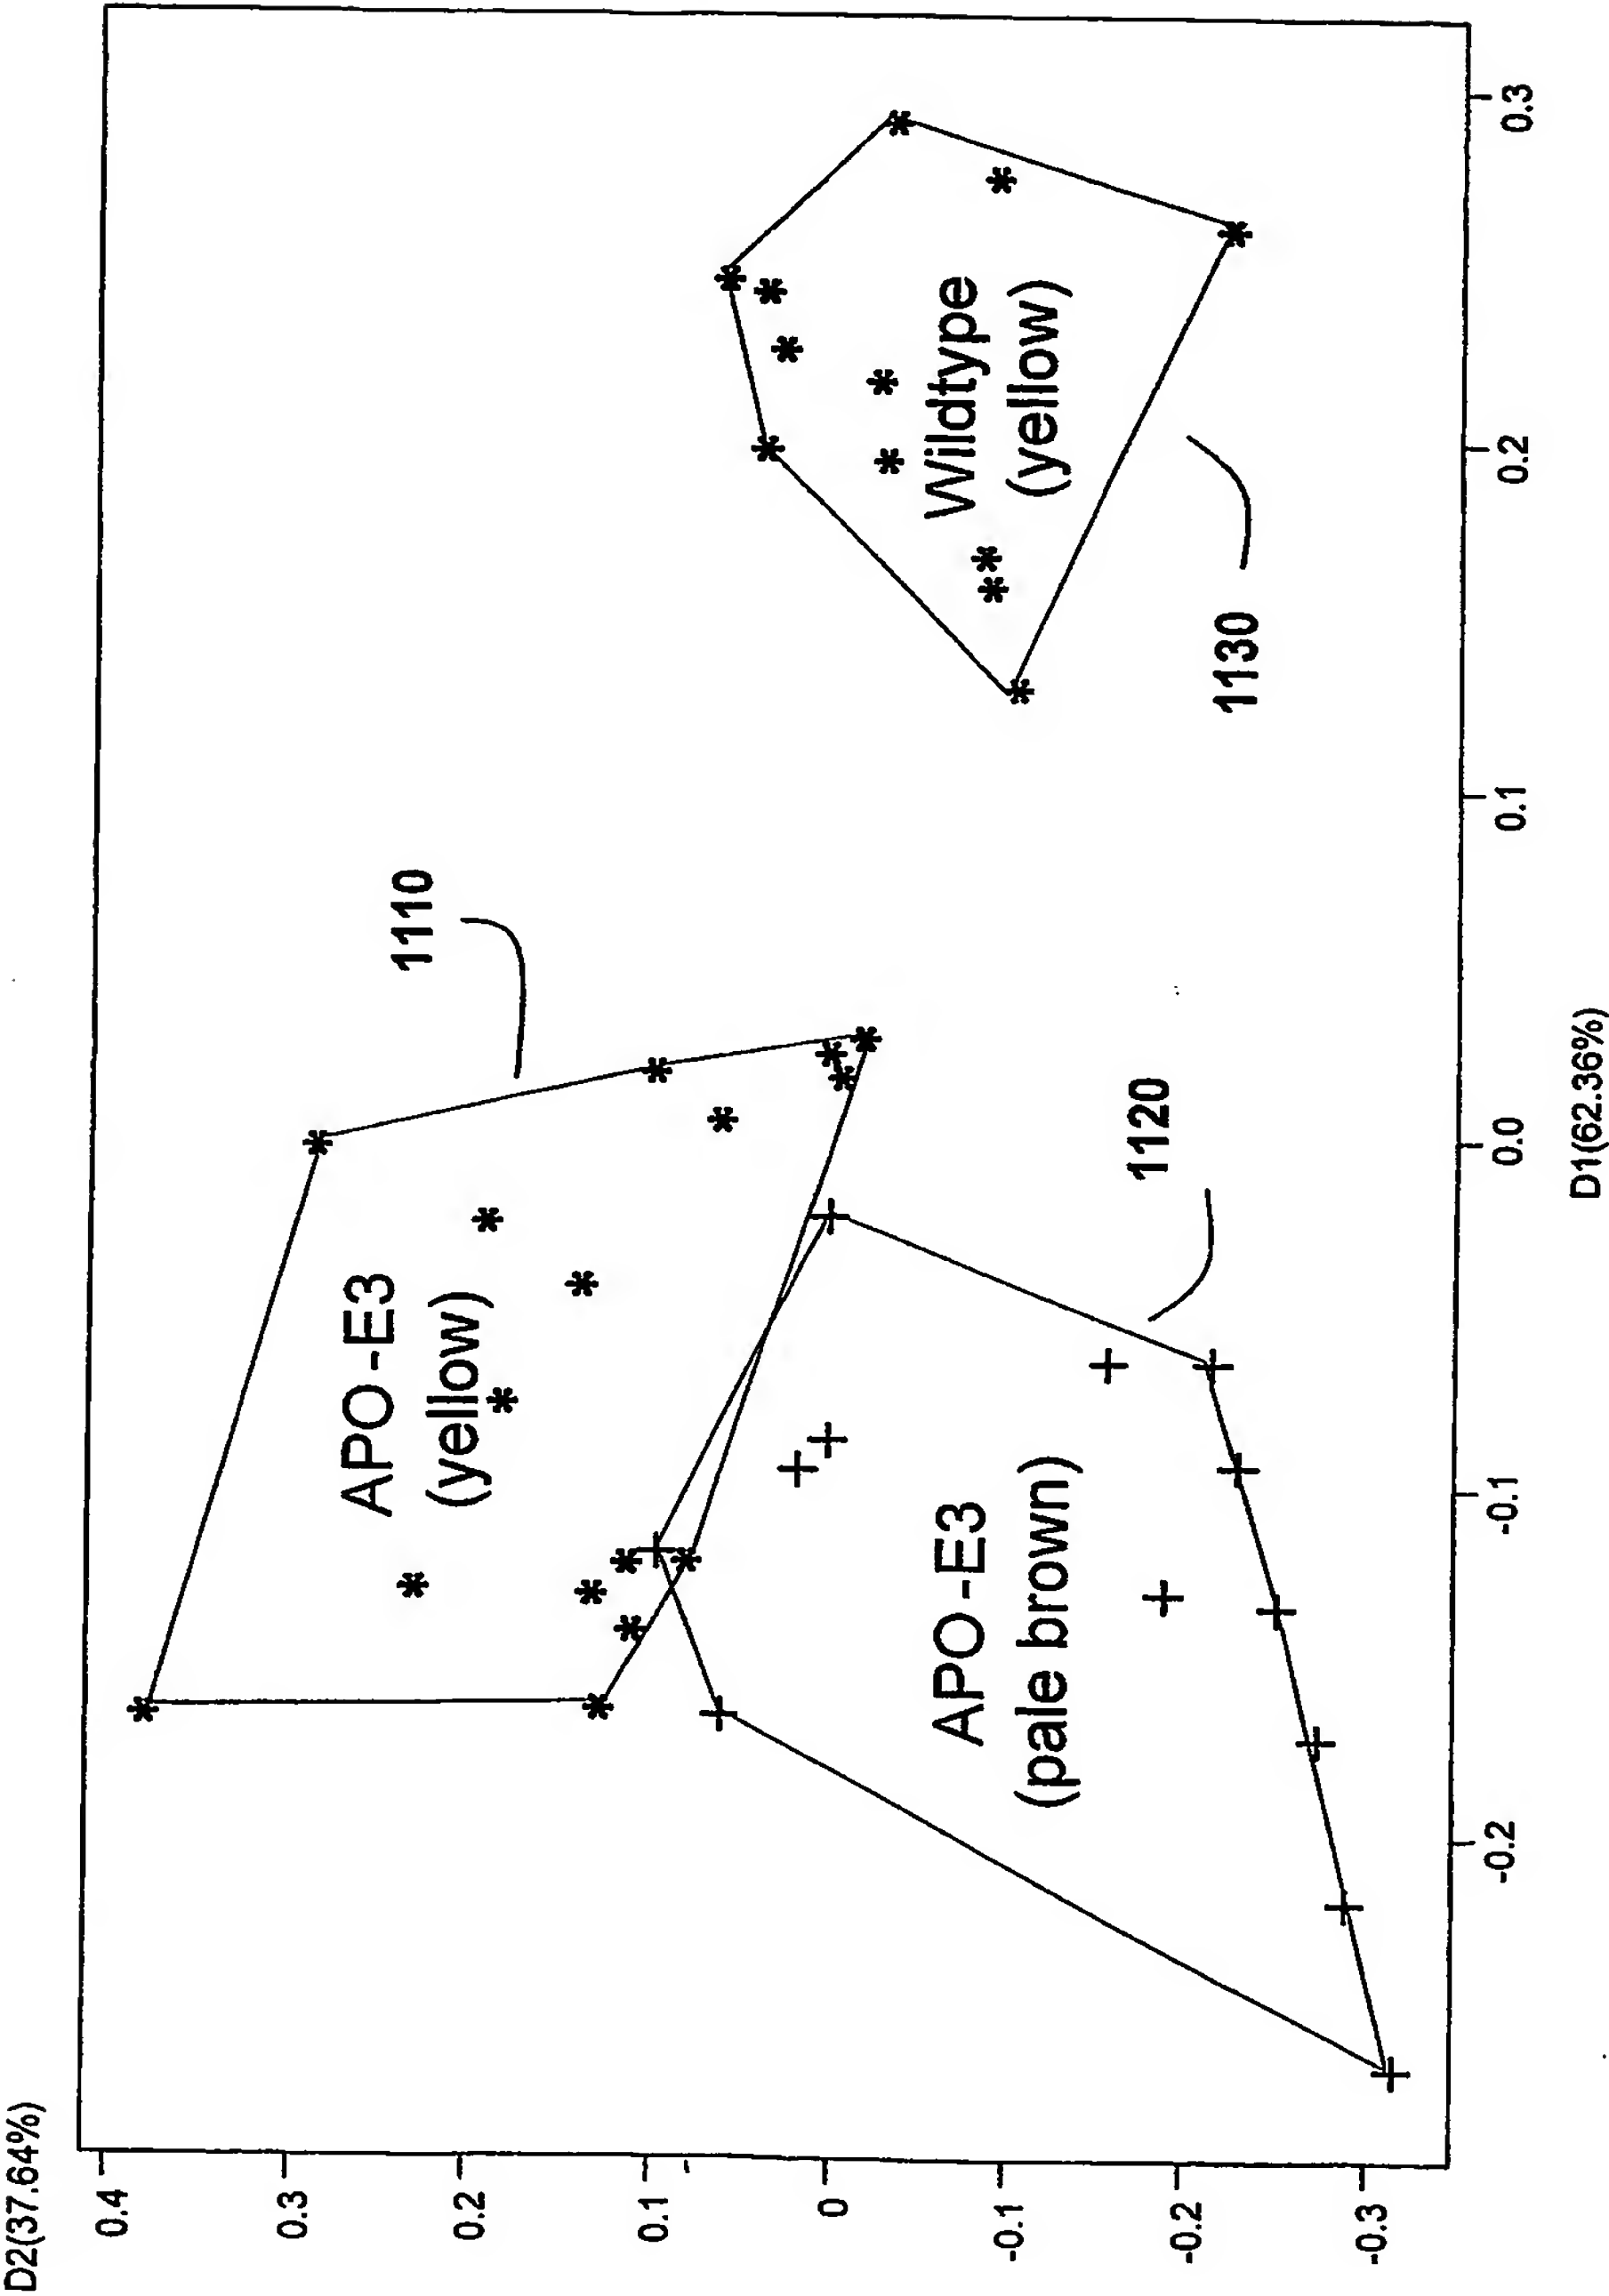 D2(37.64%)
0.4
0.3
0.2
0.1
0
-0.1
-0.2
-0.3
1110
APO-E3
(yellow)
Wildtype
(yellow)
1130
1120
APO-E3
(pale brown)
-0.2
-0.1
0.0
0.1
0.2
0.3
D1(62.36%)